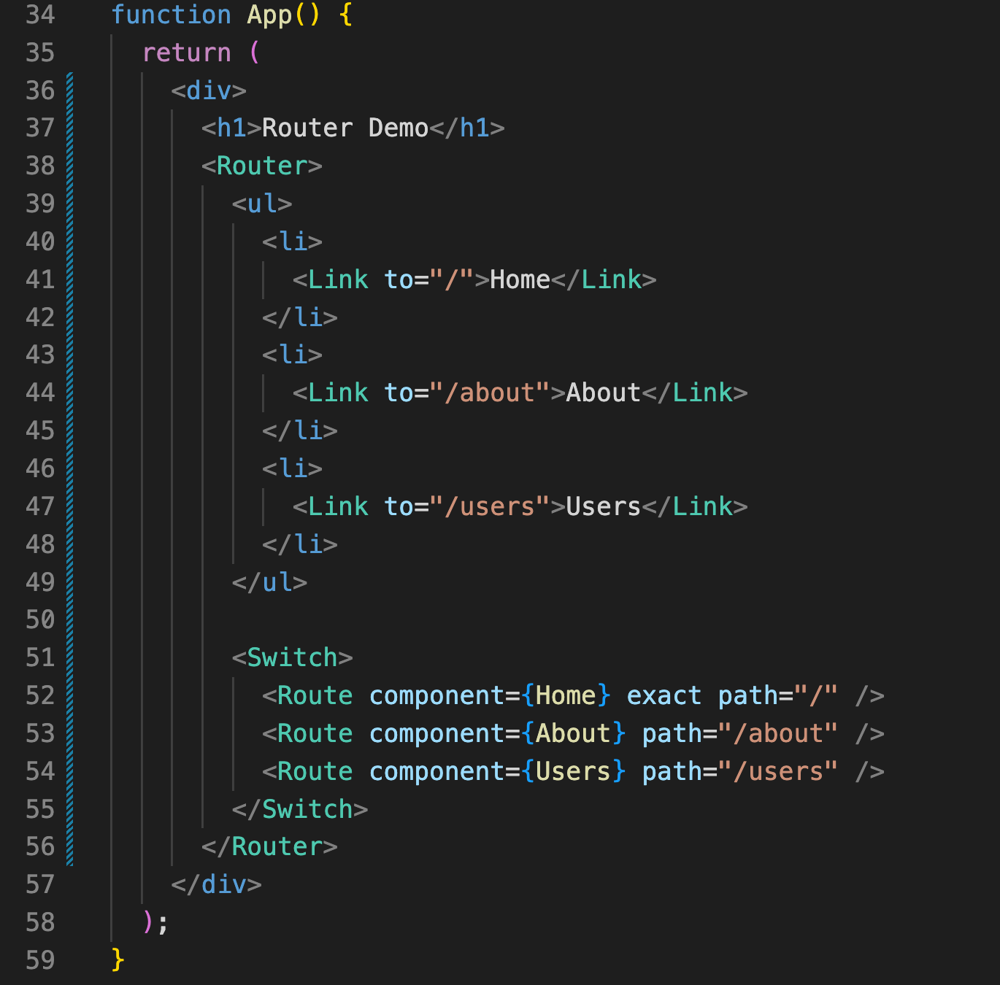 34 function App() {
35 return (
36 <div>
37 <h1>Router Demo</h1>
38 <Router>
39 <ul>
40 <li>
41 <Link to="/">Home</Link>
42 </li>
43 <li>
44 <Link to="/about">About</Link>
45 </li>
46 <li>
47 <Link to="/users">Users</Link>
48 </li>
49 </ul>
50
51 <Switch>
52 <Route component={Home} exact path="/" />
53 <Route component={About} path="/about" />
54 <Route component={Users} path="/users" />
55 </Switch>
56 </Router>
57 </div>
58 );
59 }